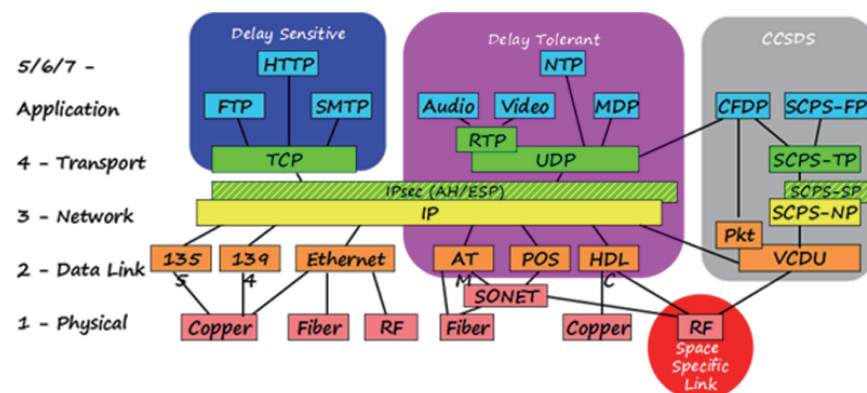 Delay Sensitive
Delay Tolerant
CCSDS
5/6/7 -
Application
HTTP
NTP
FTP
SMTP
Audio
Video
MDP
CFDP
SCPS-FP
RTP
4 - Transport
TCP
UDP
SCPS-TP
IPsec (AH/ESP)
SCPS-SP
3 - Network
IP
SCPS-NP
Pkt
2 - Data Link
135
5
139
4
Ethernet
AT
M
POS
HDL
C
VCDU
SONET
1 - Physical
Copper
Fiber
RF
Fiber
Copper
RF
Space
Specific
Link